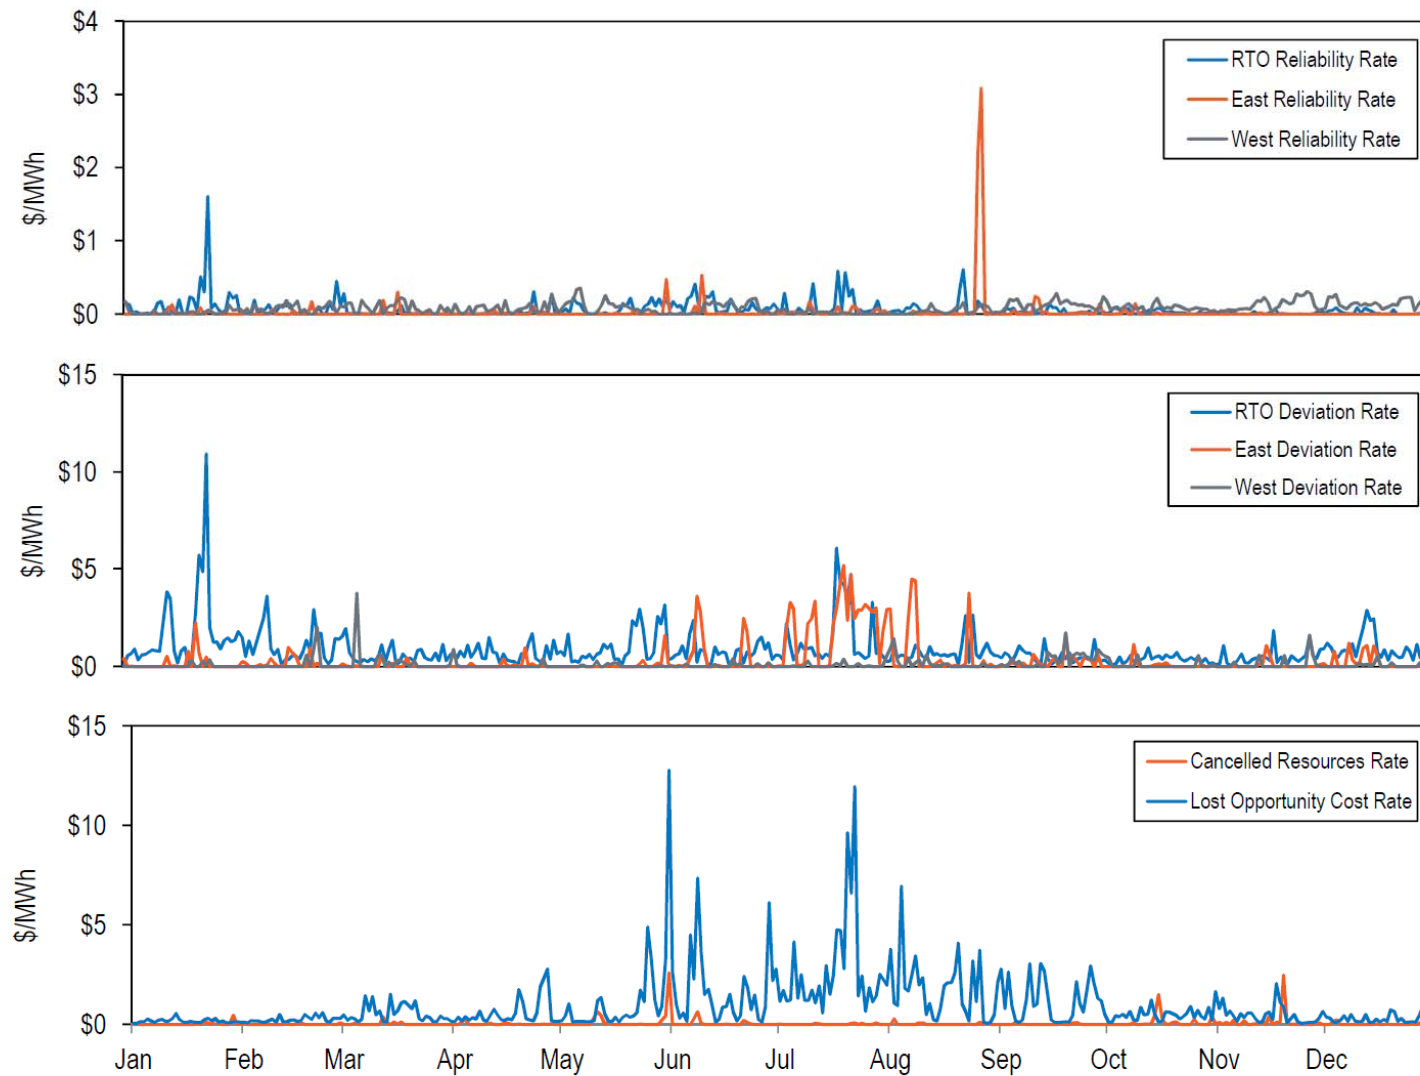 $4
$3
$2
$1
$0
$/MWh
RTO Reliability Rate
East Reliability Rate
West Reliability Rate
$15
$10
$5
$0
$/MWh
RTO Deviation Rate
East Deviation Rate
West Deviation Rate
$15
$10
$5
$0
$/MWh
Cancelled Resources Rate
Lost Opportunity Cost Rate
Jan Feb Mar Apr May Jun Jul Aug Sep Oct Nov Dec